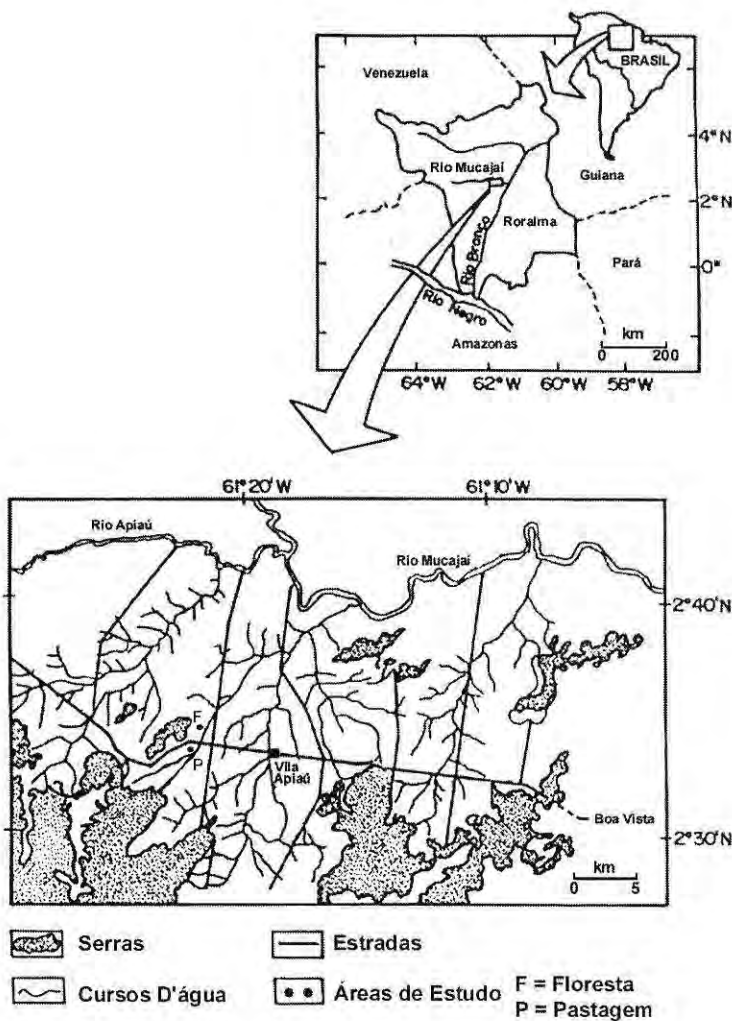 Venezuela
BRASIL
4°N
Rio Mucajaí
Guiana
2°N
Roraima
Rio Branco
Pará
0°
Rio Negro
km
Amazonas
0 200
64°W 62°W 60°W 58°W
61°20'W 61°10'W
Rio Apiaú
Rio Mucajaí
2°40'N
F
P
Vila
Apiaú
Boa Vista
2°30'N
km
0 5
Serras Estradas
Cursos D'água Áreas de Estudo F = Floresta
P = Pastagem